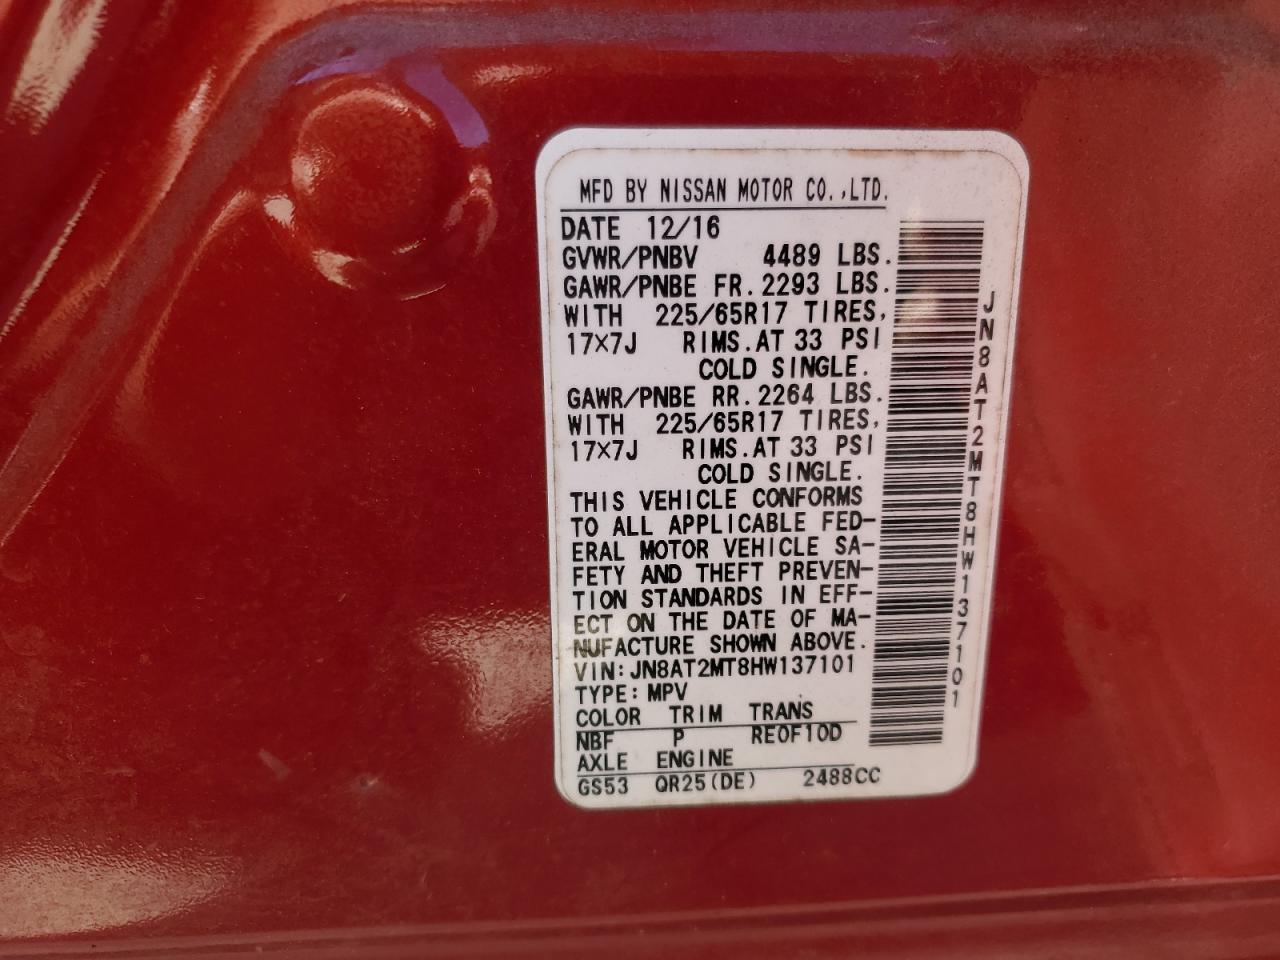 MFD BY NISSAN MOTOR CO.,LTD.
DATE 12/16
GVWR/PNBV 4489 LBS.
GAWR/PNBE FR.2293 LBS.
WITH 225/65R17 TIRES,
17×7J RIMS.AT 33 PSI
COLD SINGLE.
GAWR/PNBE RR.2264 LBS.
WITH 225/65R17 TIRES,
17×7J RIMS.AT 33 PSI
COLD SINGLE.
THIS VEHICLE CONFORMS
TO ALL APPLICABLE FED-
ERAL MOTOR VEHICLE SA-
FETY AND THEFT PREVEN-
TION STANDARDS IN EFF-
ECT ON THE DATE OF MA-
NUFACTURE SHOWN ABOVE.
VIN:JN8AT2MT8HW137101
TYPE:MPV
COLOR TRIM TRANS
NBF P RE0F10D
AXLE ENGINE
GS53 QR25(DE) 2488CC
JN8AT2MT8HW137101